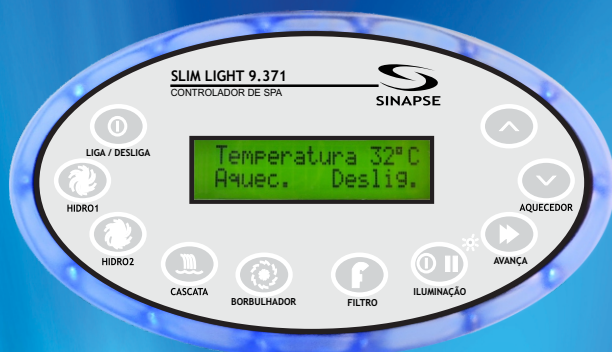 SLIM LIGHT 9.371
CONTROLADOR DE SPA
SINAPSE
LIGA / DESLIGA
Temperatura 32°C
Aquec. Deslig.
HIDRO1
AQUECEDOR
HIDRO2
AVANÇA
CASCATA
BORBULHADOR
FILTRO
ILUMINAÇÃO